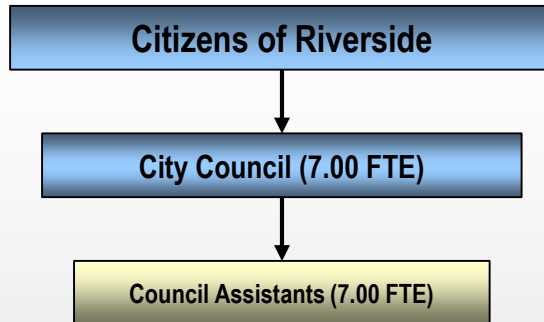 Citizens of Riverside
City Council (7.00 FTE)
Council Assistants (7.00 FTE)